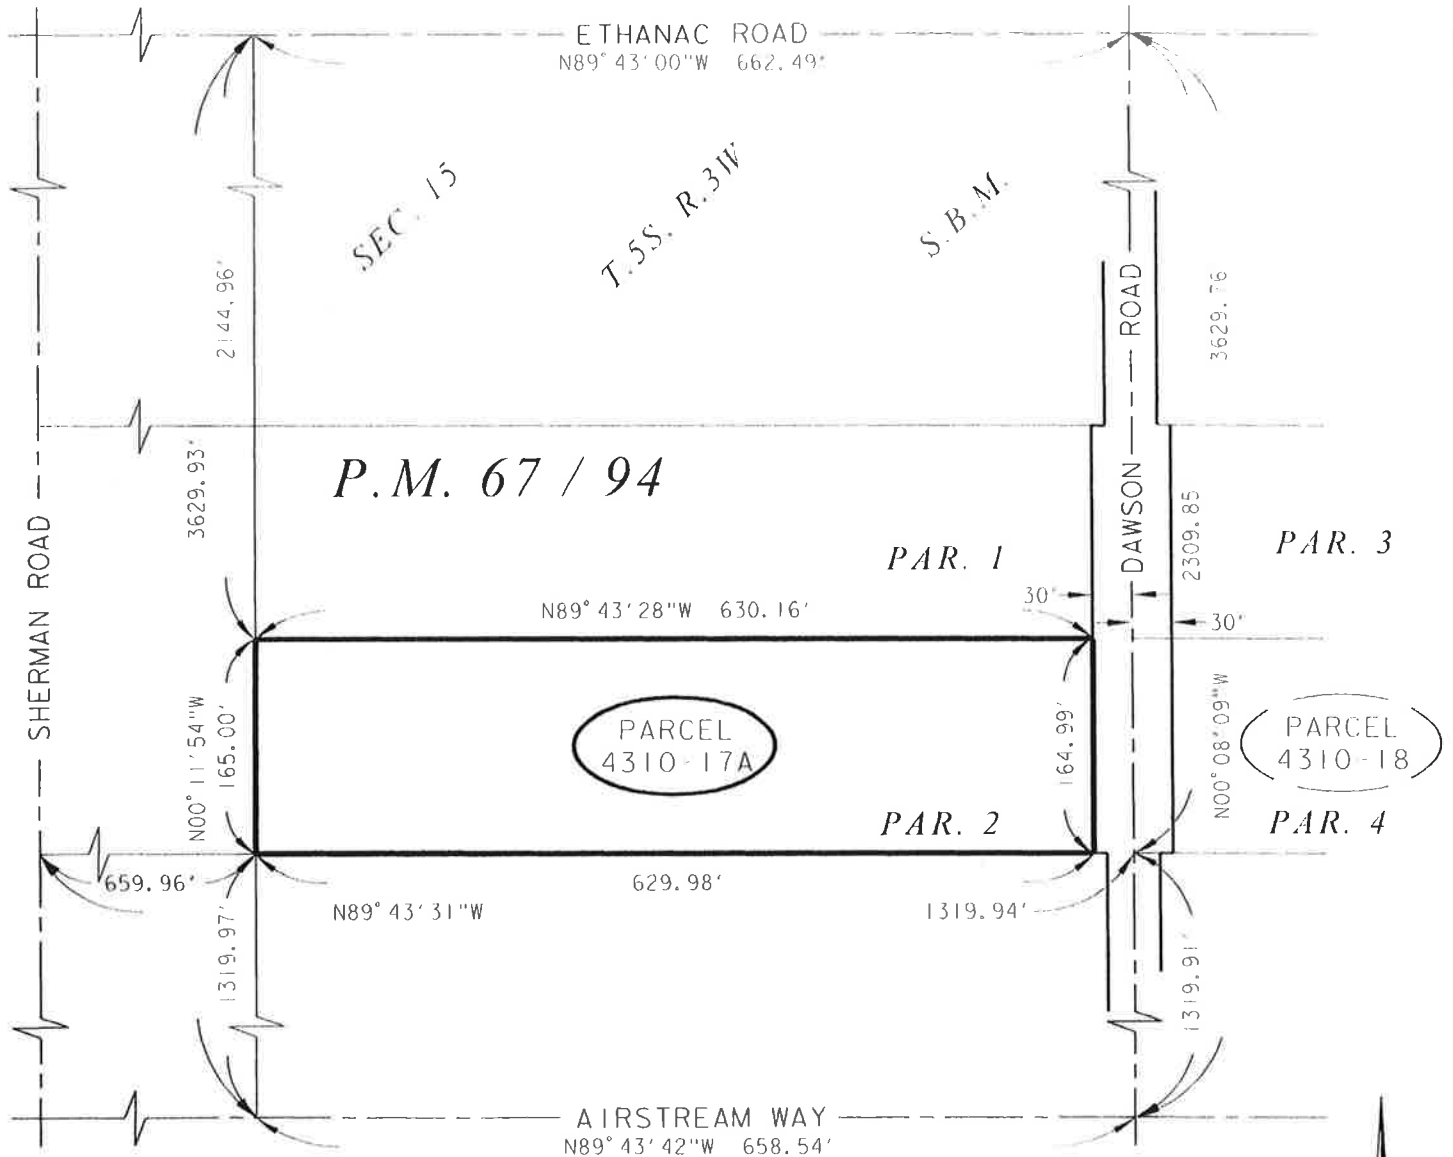 ETHANAC ROAD
N89°43'00"W 662.49'
SEC. 15
T.5S. R.3W
S.B.M.
2144.96'
ROAD
3629.76
P.M. 67 / 94
3629.93'
DAWSON
2309.85
SHERMAN ROAD
PAR. 1
PAR. 3
N89°43'28"W 630.16'
30'
30'
N00°11'54"W
165.00'
PARCEL
4310-17A
164.99'
N00°08'09"W
PARCEL
4310-18
PAR. 2
PAR. 4
659.96'
629.98'
N89°43'31"W
1319.94'
1319.97'
1319.91'
AIRSTREAM WAY
N89°43'42"W 658.54'